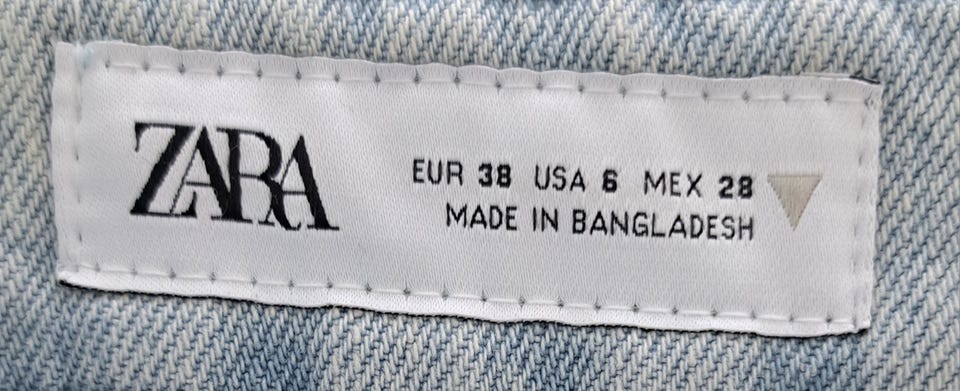 ZARA
EUR 38 USA 6 MEX 28
MADE IN BANGLADESH